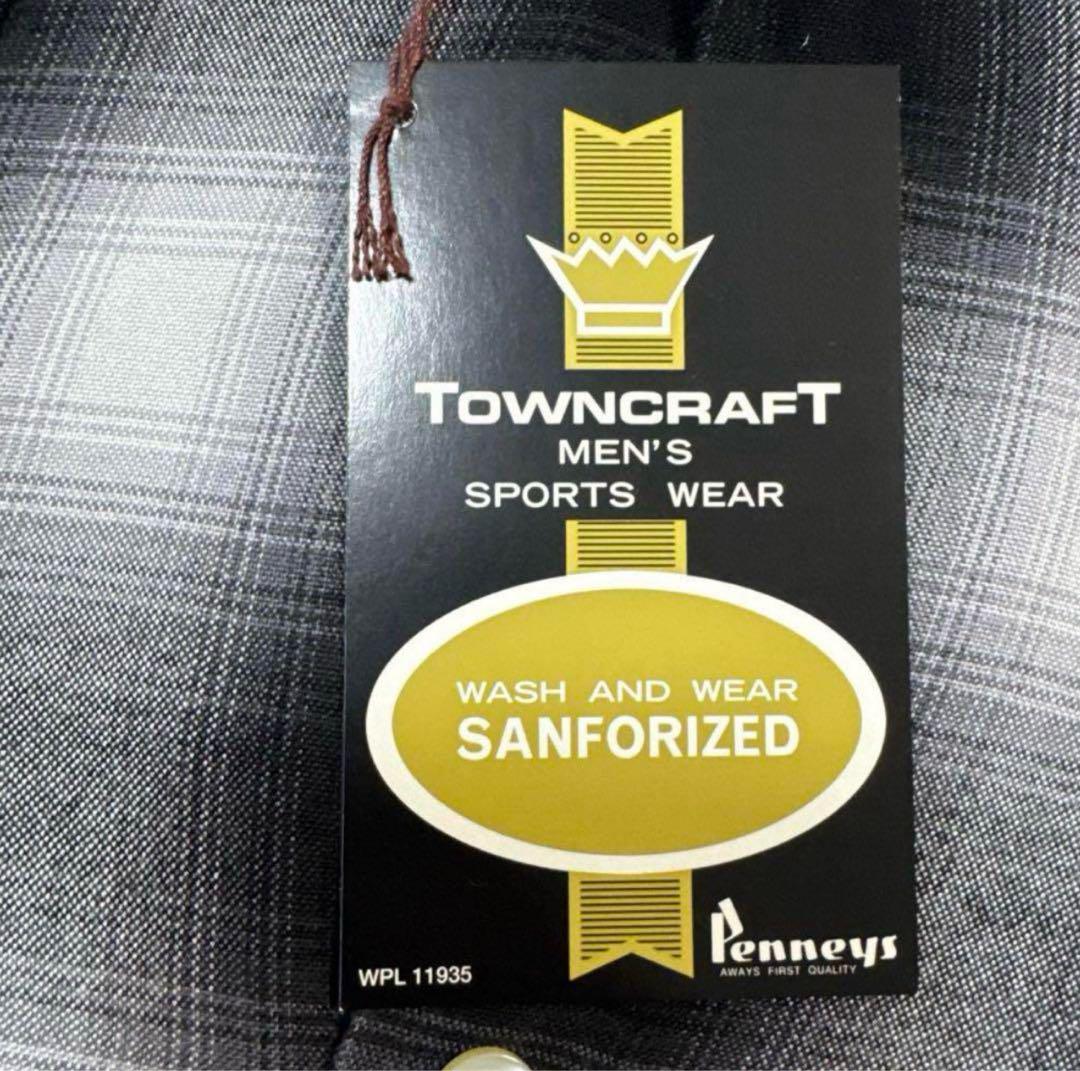 TOWNCRAFT
MEN'S
SPORTS WEAR
WASH AND WEAR
SANFORIZED
Penneys
AWAYS FIRST QUALITY
WPL 11935